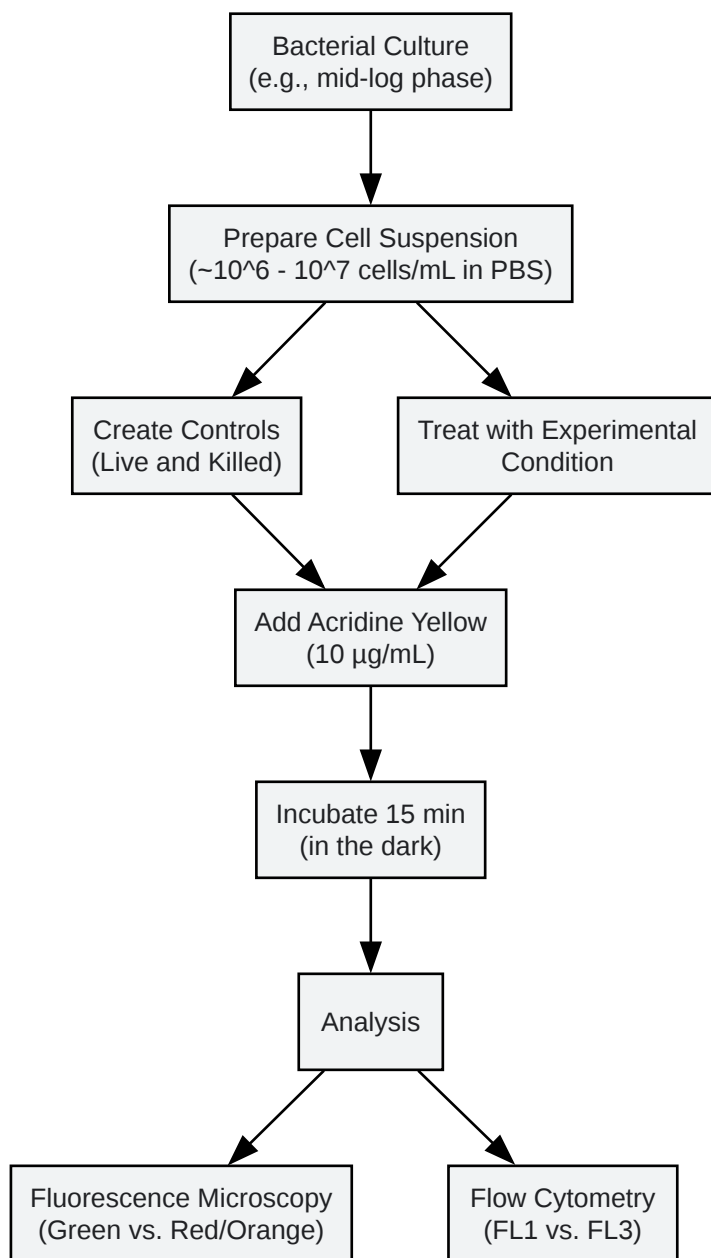 Bacterial Culture
(e.g., mid-log phase)
Prepare Cell Suspension
(~10^6 - 10^7 cells/mL in PBS)
Create Controls
(Live and Killed)
Treat with Experimental
Condition
Add Acridine Yellow
(10 µg/mL)
Incubate 15 min
(in the dark)
Analysis
Fluorescence Microscopy
(Green vs. Red/Orange)
Flow Cytometry
(FL1 vs. FL3)